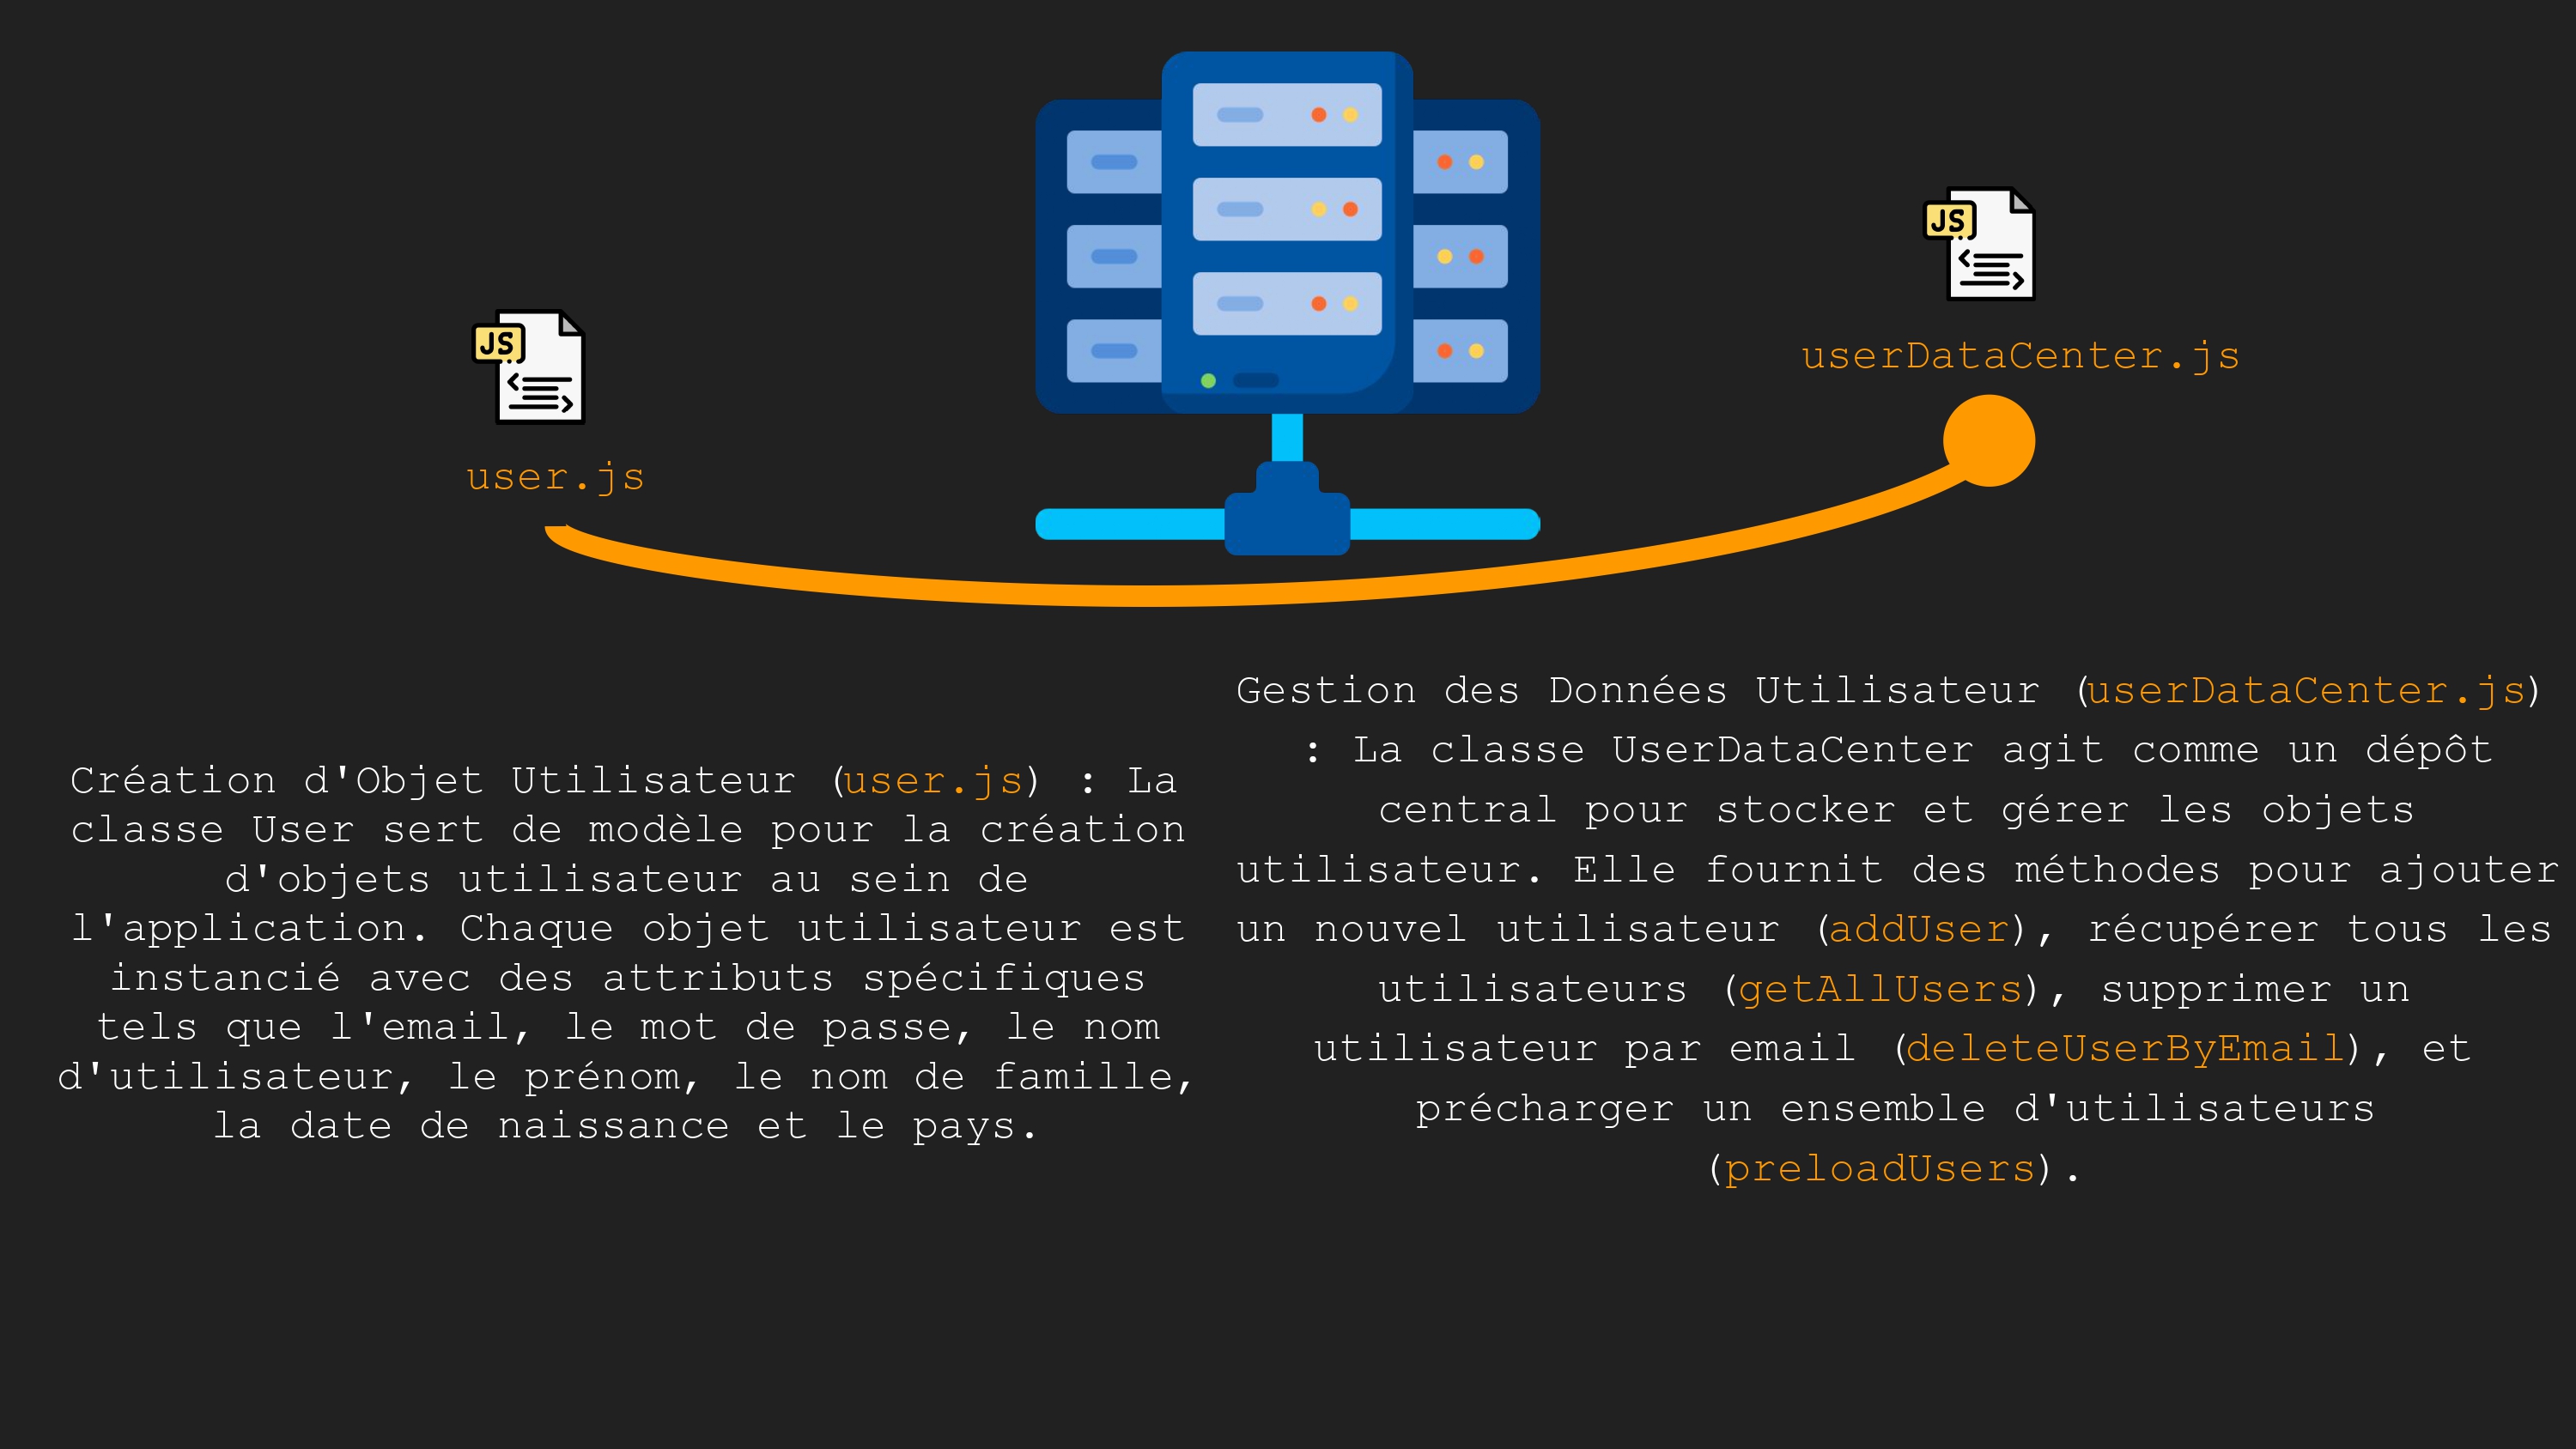 JS
user.js
JS
userDataCenter.js
Création d'Objet Utilisateur (user.js) : La
classe User sert de modèle pour la création
d'objets utilisateur au sein de
l'application. Chaque objet utilisateur est
instancié avec des attributs spécifiques
tels que l'email, le mot de passe, le nom
d'utilisateur, le prénom, le nom de famille,
la date de naissance et le pays.
Gestion des Données Utilisateur (userDataCenter.js)
: La classe UserDataCenter agit comme un dépôt
central pour stocker et gérer les objets
utilisateur. Elle fournit des méthodes pour ajouter
un nouvel utilisateur (addUser), récupérer tous les
utilisateurs (getAllUsers), supprimer un
utilisateur par email (deleteUserByEmail), et
précharger un ensemble d'utilisateurs
(preloadUsers).